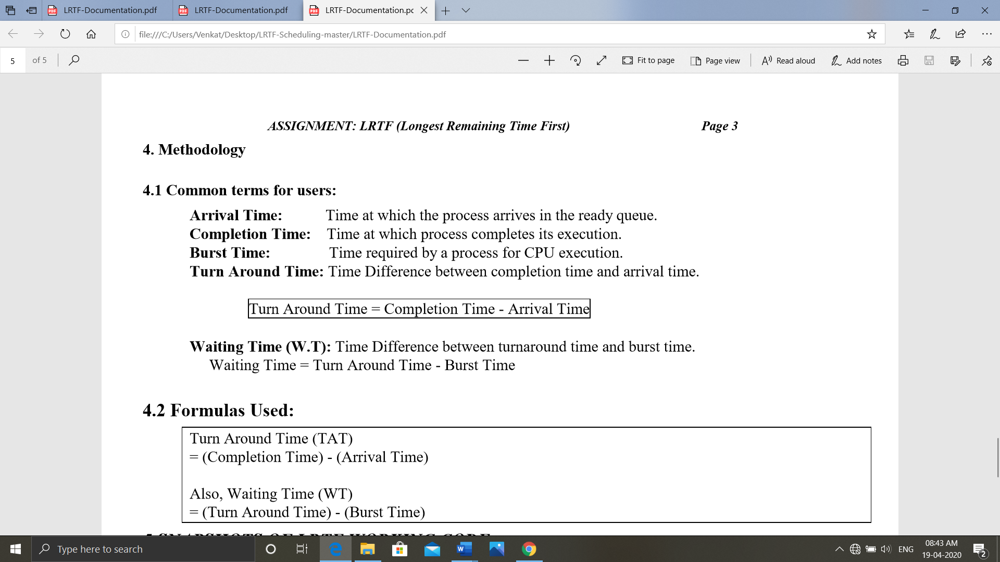 LRTF-Documentation.pdf
LRTF-Documentation.pdf
LRTF-Documentation.pc
file:///C:/Users/Venkat/Desktop/LRTF-Scheduling-master/LRTF-Documentation.pdf
5 of 5
Fit to page
Page view
Read aloud
Add notes
ASSIGNMENT: LRTF (Longest Remaining Time First) Page 3
4. Methodology
4.1 Common terms for users:
Arrival Time: Time at which the process arrives in the ready queue.
Completion Time: Time at which process completes its execution.
Burst Time: Time required by a process for CPU execution.
Turn Around Time: Time Difference between completion time and arrival time.
Turn Around Time = Completion Time - Arrival Time
Waiting Time (W.T): Time Difference between turnaround time and burst time.
Waiting Time = Turn Around Time - Burst Time
4.2 Formulas Used:
Turn Around Time (TAT)
= (Completion Time) - (Arrival Time)
Also, Waiting Time (WT)
= (Turn Around Time) - (Burst Time)
5 SNAPSHOTS OF LRTF WORKING CODE
Type here to search
ENG
08:43 AM
19-04-2020
2